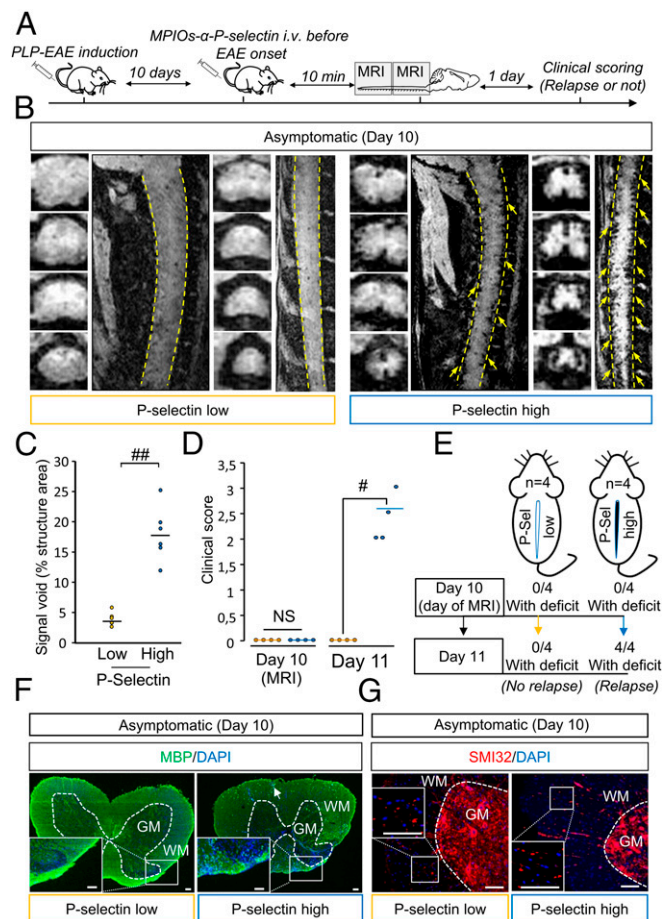 A
PLP-EAE induction
10 days
MPIOs-α-P-selectin i.v. before
EAE onset
10 min
MRI MRI
1 day
Clinical scoring
(Relapse or not)
B
Asymptomatic (Day 10)
P-selectin low
P-selectin high
C
##
Signal void (% structure area)
30
25
20
15
10
5
0
Low High
P-Selectin
D
Clinical score
3,5
3
2,5
2
1,5
1
0,5
0
#
NS
Day 10
(MRI)
Day 11
E
n=4
P-Sel
low
n=4
P-Sel
high
Day 10
(day of MRI)
0/4
With deficit
0/4
With deficit
Day 11
0/4
With deficit
(No relapse)
4/4
With deficit
(Relapse)
F
Asymptomatic (Day 10)
MBP/DAPI
GM
WM
GM
WM
P-selectin low
P-selectin high
G
Asymptomatic (Day 10)
SMI32/DAPI
WM
GM
WM
GM
P-selectin low
P-selectin high